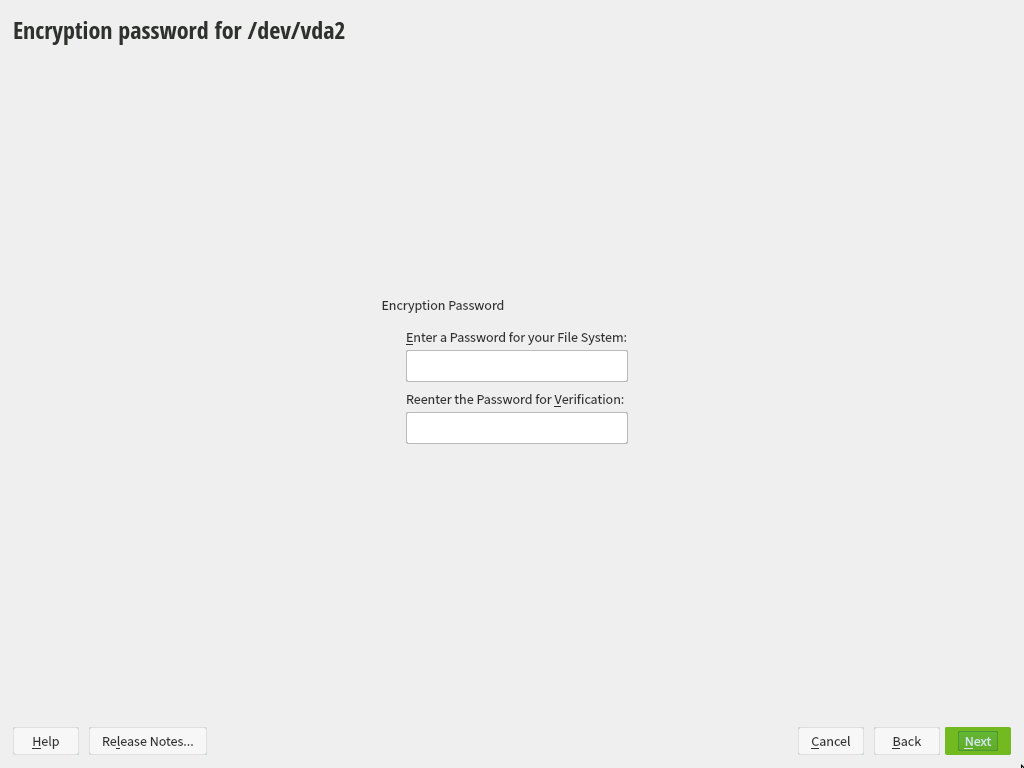 Encryption password for /dev/vda2
Encryption Password
Enter a Password for your File System:
Reenter the Password for Verification:
Help
Release Notes...
Cancel
Back
Next